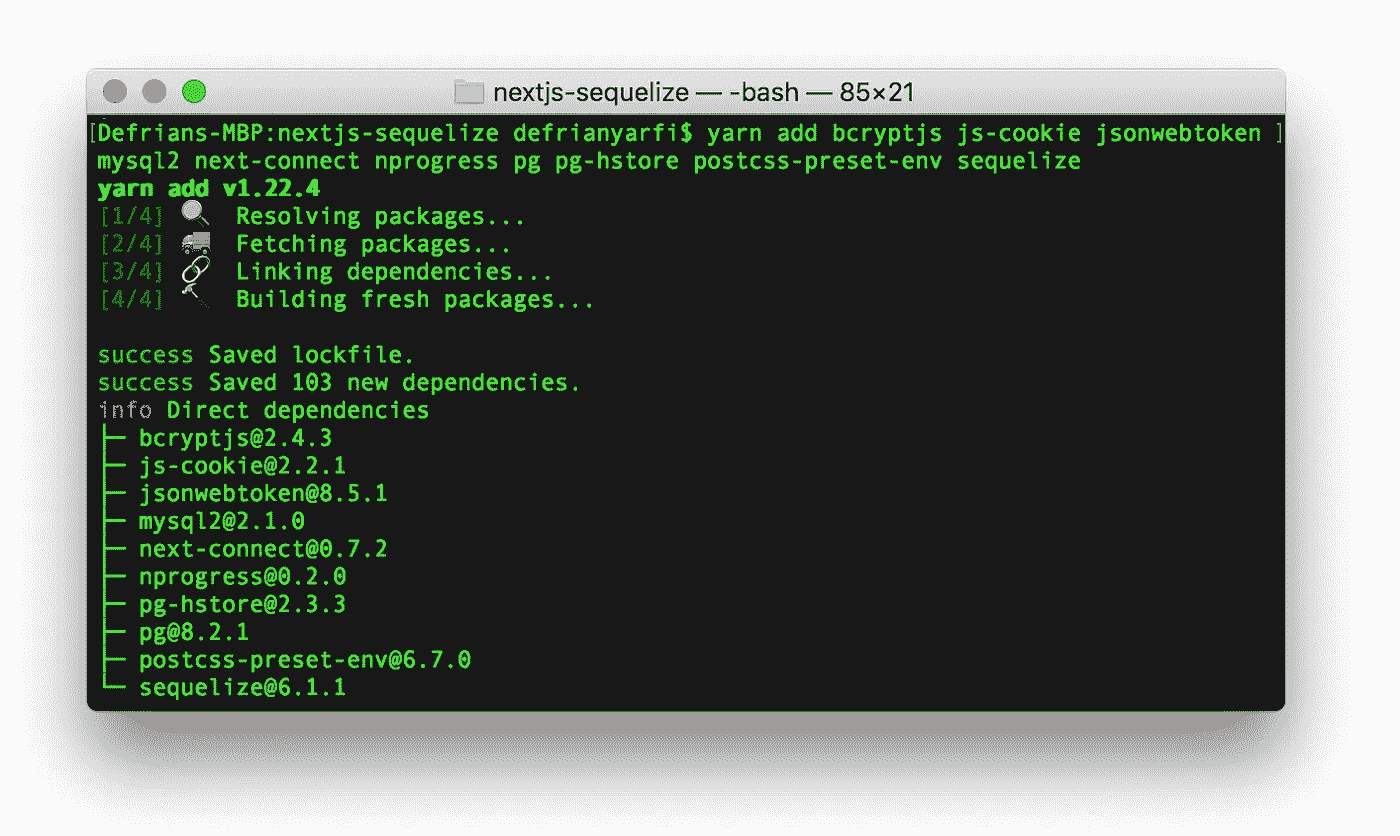 nextjs-sequelize — -bash — 85×21
[Defrians-MBP:nextjs-sequelize defrianyarfi$ yarn add bcryptjs js-cookie jsonwebtoken ]
mysql2 next-connect nprogress pg pg-hstore postcss-preset-env sequelize
yarn add v1.22.4
[1/4] 🔍 Resolving packages...
[2/4] 🚚 Fetching packages...
[3/4] 🔗 Linking dependencies...
[4/4] 🔨 Building fresh packages...
success Saved lockfile.
success Saved 103 new dependencies.
info Direct dependencies
├─ bcryptjs@2.4.3
├─ js-cookie@2.2.1
├─ jsonwebtoken@8.5.1
├─ mysql2@2.1.0
├─ next-connect@0.7.2
├─ nprogress@0.2.0
├─ pg-hstore@2.3.3
├─ pg@8.2.1
├─ postcss-preset-env@6.7.0
└─ sequelize@6.1.1